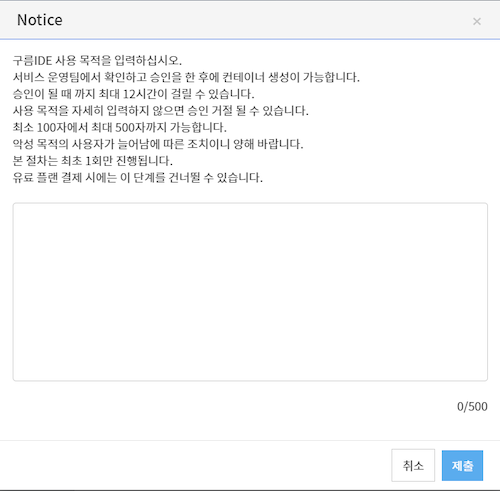 Notice
×
구름IDE 사용 목적을 입력하십시오.
서비스 운영팀에서 확인하고 승인을 한 후에 컨테이너 생성이 가능합니다.
승인이 될 때 까지 최대 12시간이 걸릴 수 있습니다.
사용 목적을 자세히 입력하지 않으면 승인 거절 될 수 있습니다.
최소 100자에서 최대 500자까지 가능합니다.
악성 목적의 사용자가 늘어남에 따른 조치이니 양해 바랍니다.
본 절차는 최초 1회만 진행됩니다.
유료 플랜 결제 시에는 이 단계를 건너뛸 수 있습니다.
0/500
취소
제출